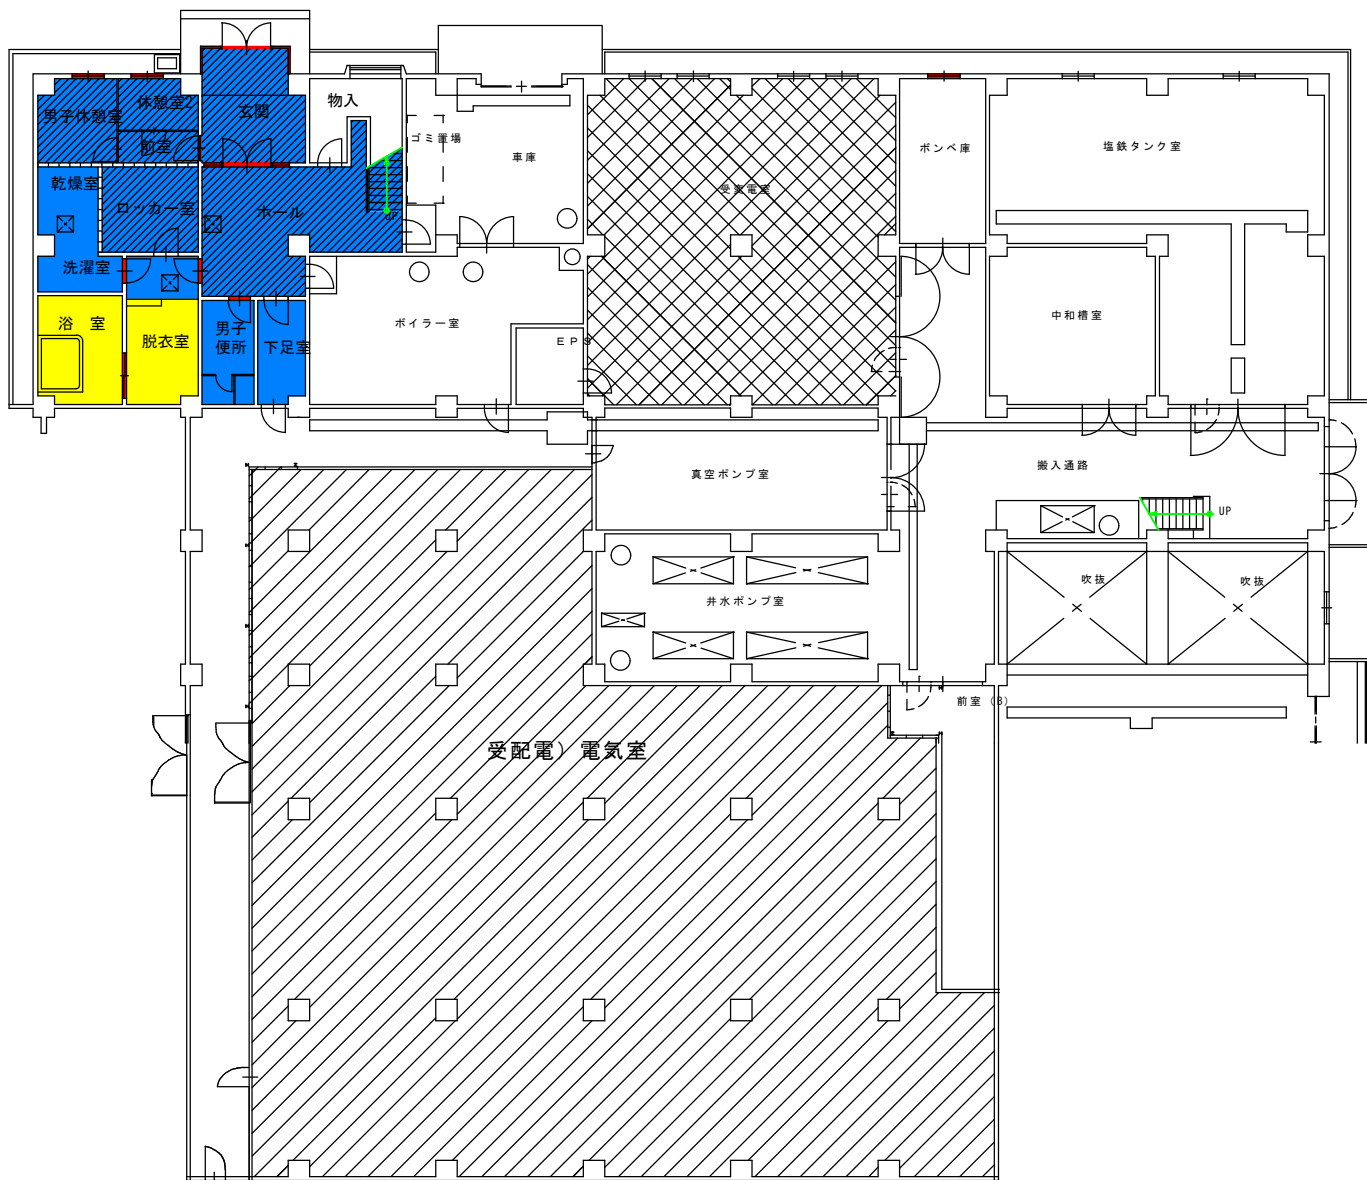 休憩室2
男子休憩室
前室
玄関
物入
ゴミ置場
車庫
ボンベ庫
塩鉄タンク室
受変電室
乾燥室
ロッカー室
ホール
UP
洗濯室
浴 室
脱衣室
男子
便所
下足室
ボイラー室
EPS
中和槽室
真空ポンプ室
搬入通路
UP
井水ポンプ室
吹抜
吹抜
前室(B)
受配電)電気室